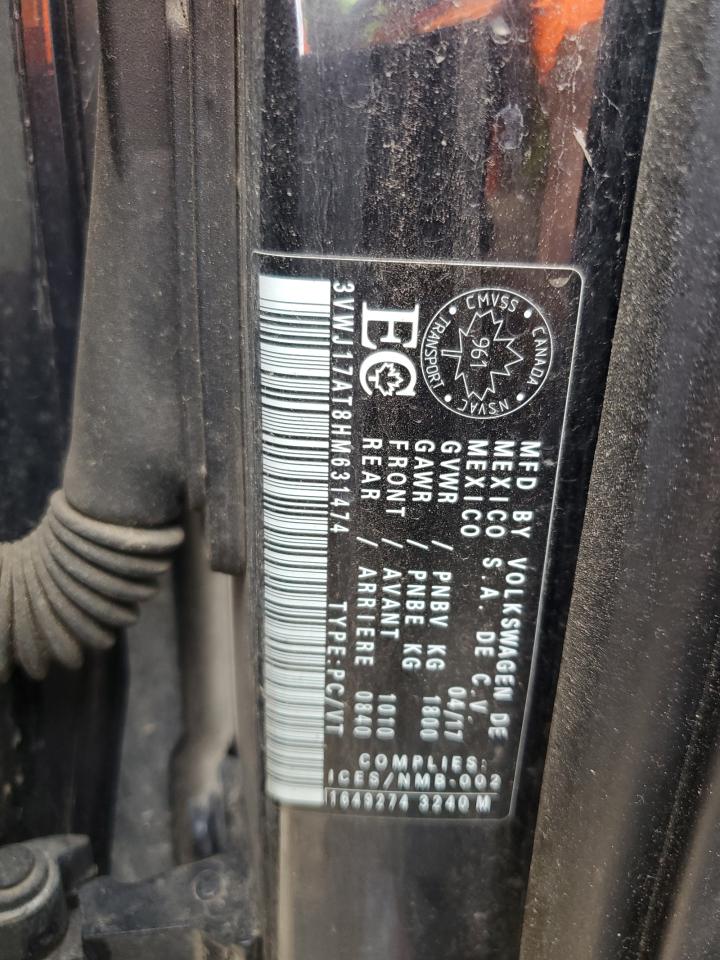 MFD BY VOLKSWAGEN DE
MEXICO S.A. DE C.V.
MEXICO 04/17
GVWR / PNBV KG 1800
GAWR / PNBE KG
FRONT / AVANT 1010
REAR / ARRIERE 0840
CMVSS • CANADA • NSVAC • TRANSPORT •
961
EC
3VWJ17AT8HM631474 TYPE:PC/VT
COMPLIES:
ICES/NMB-002
1649274 3240 M